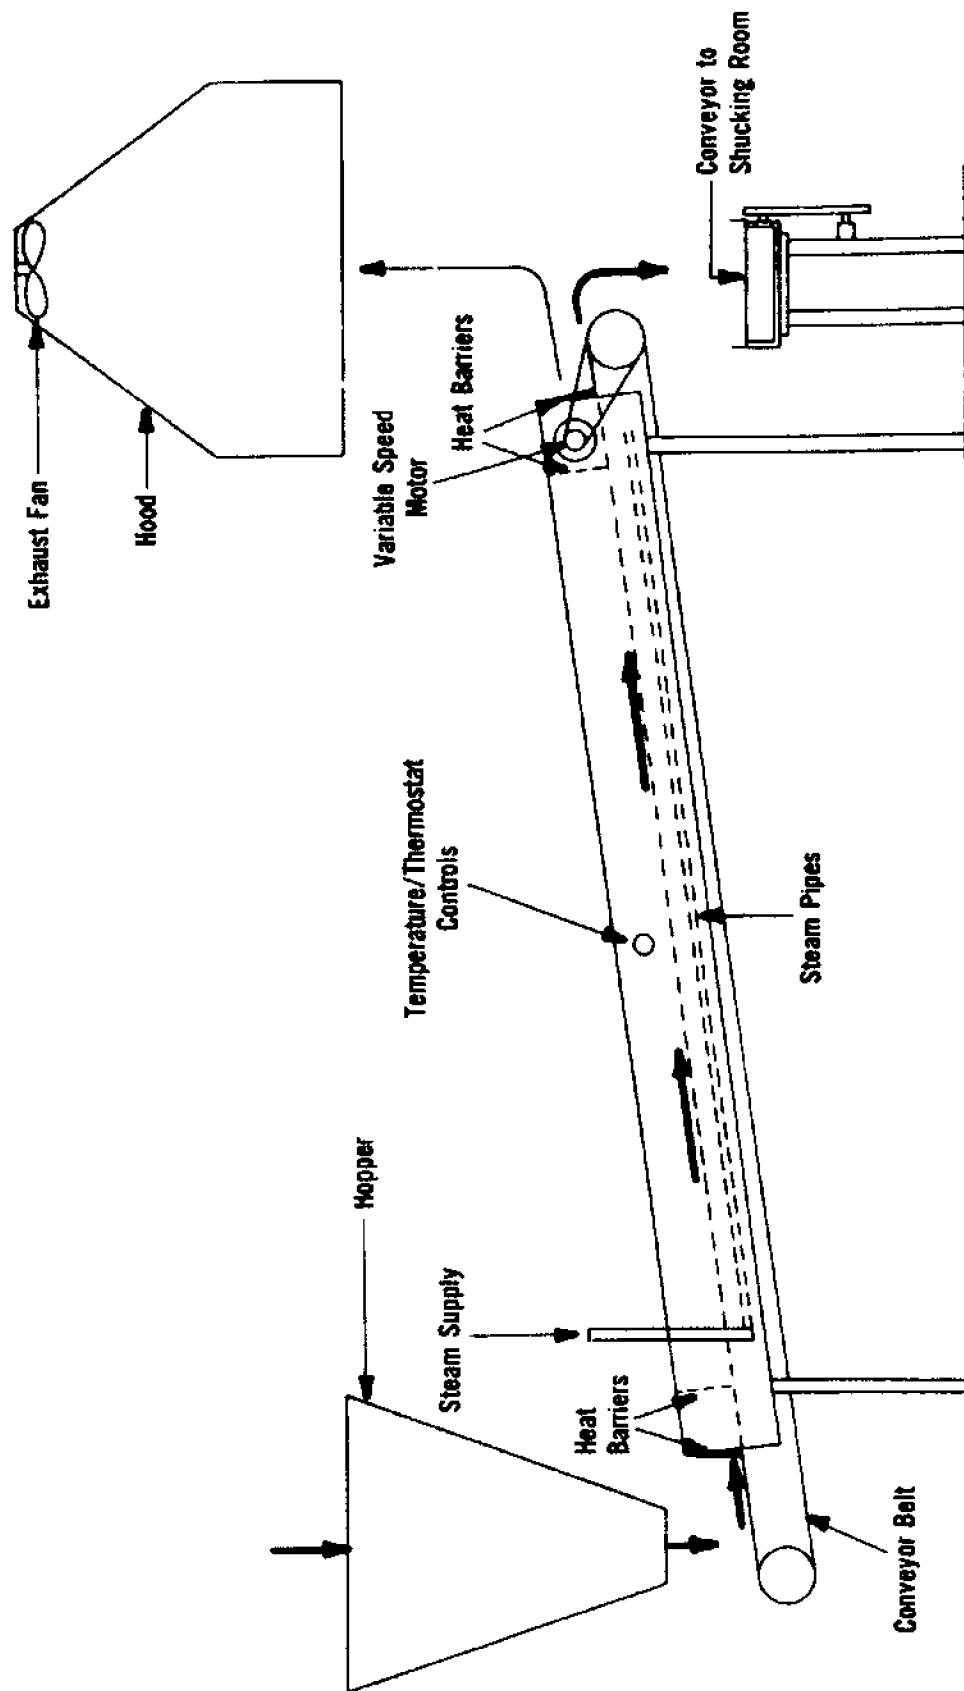 Exhaust Fan
Hood
Variable Speed
Motor
Heat Barriers
Conveyor to
Shucking Room
Temperature/Thermostat
Controls
Steam Pipes
Hopper
Steam Supply
Heat
Barriers
Conveyor Belt